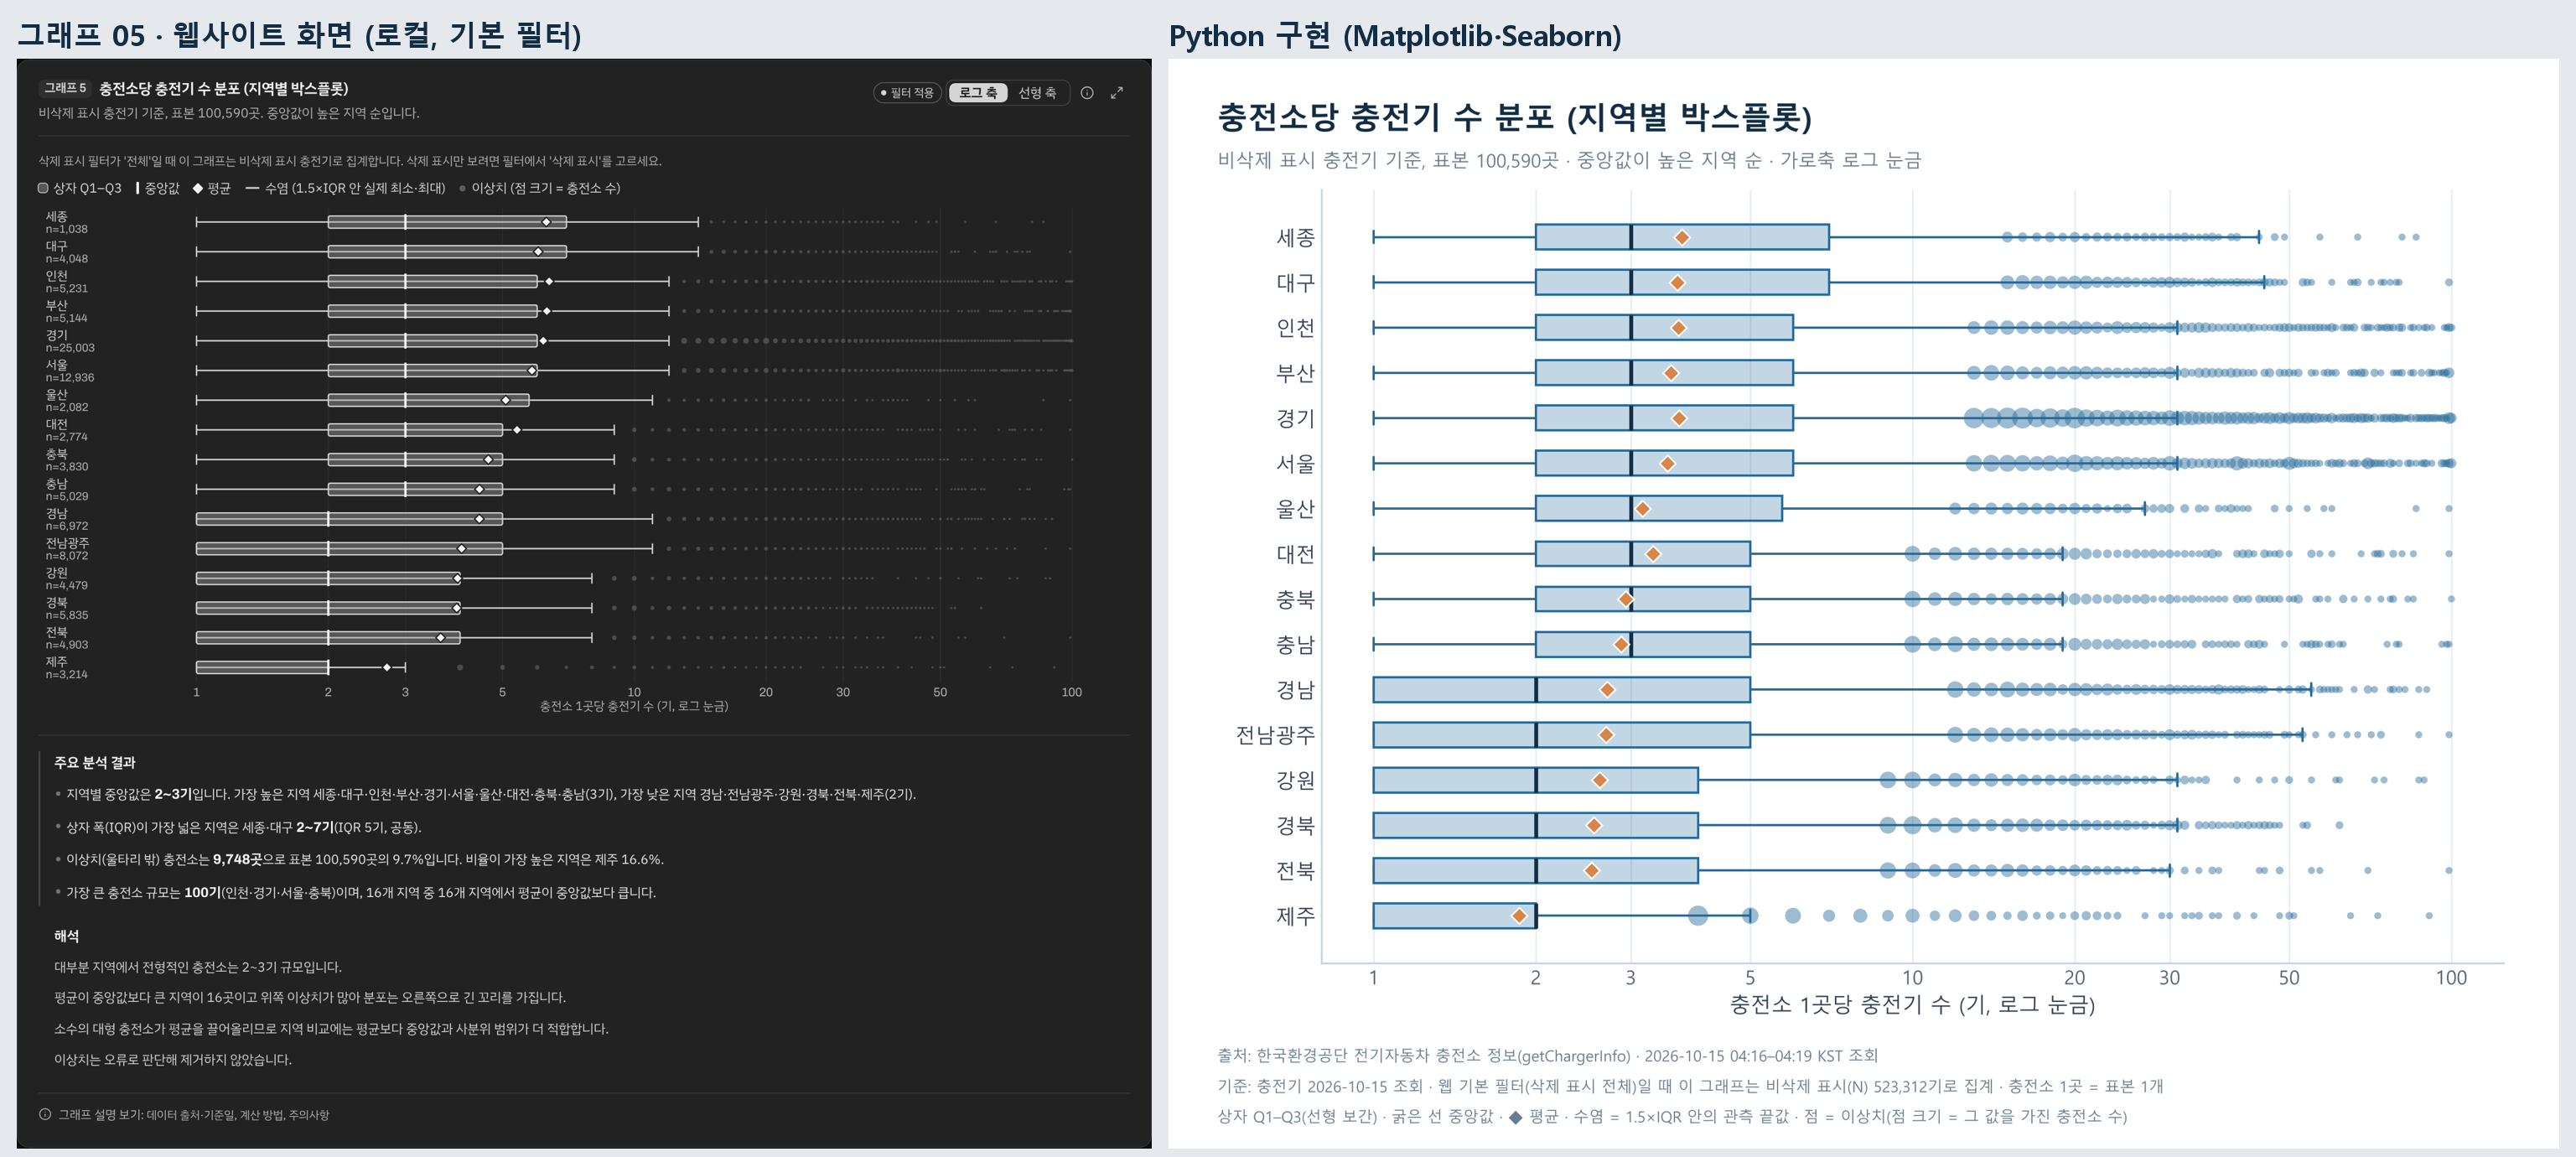 그래프 05 · 웹사이트 화면 (로컬, 기본 필터)
그래프 5 충전소당 충전기 수 분포 (지역별 박스플롯)
필터 적용 로그 축 선형 축
비삭제 표시 충전기 기준, 표본 100,590곳. 중앙값이 높은 지역 순입니다.
삭제 표시 필터가 '전체'일 때 이 그래프는 비삭제 표시 충전기로 집계합니다. 삭제 표시만 보려면 필터에서 '삭제 표시'를 고르세요.
상자 Q1–Q3 중앙값 평균 수염 (1.5×IQR 안 실제 최소·최대) 이상치 (점 크기 = 충전소 수)
세종
n=1,038
대구
n=4,048
인천
n=5,231
부산
n=5,144
경기
n=25,003
서울
n=12,936
울산
n=2,082
대전
n=2,774
충북
n=3,830
충남
n=5,029
경남
n=6,972
전남광주
n=8,072
강원
n=4,479
경북
n=5,835
전북
n=4,903
제주
n=3,214
1 2 3 5 10 20 30 50 100
충전소 1곳당 충전기 수 (기, 로그 눈금)
주요 분석 결과
• 지역별 중앙값은 2~3기입니다. 가장 높은 지역 세종·대구·인천·부산·경기·서울·울산·대전·충북·충남(3기), 가장 낮은 지역 경남·전남광주·강원·경북·전북·제주(2기).
• 상자 폭(IQR)이 가장 넓은 지역은 세종·대구 2~7기(IQR 5기, 공동).
• 이상치(울타리 밖) 충전소는 9,748곳으로 표본 100,590곳의 9.7%입니다. 비율이 가장 높은 지역은 제주 16.6%.
• 가장 큰 충전소 규모는 100기(인천·경기·서울·충북)이며, 16개 지역 중 16개 지역에서 평균이 중앙값보다 큽니다.
해석
대부분 지역에서 전형적인 충전소는 2~3기 규모입니다.
평균이 중앙값보다 큰 지역이 16곳이고 위쪽 이상치가 많아 분포는 오른쪽으로 긴 꼬리를 가집니다.
소수의 대형 충전소가 평균을 끌어올리므로 지역 비교에는 평균보다 중앙값과 사분위 범위가 더 적합합니다.
이상치는 오류로 판단해 제거하지 않았습니다.
그래프 설명 보기: 데이터 출처·기준일, 계산 방법, 주의사항
Python 구현 (Matplotlib·Seaborn)
충전소당 충전기 수 분포 (지역별 박스플롯)
비삭제 표시 충전기 기준, 표본 100,590곳 · 중앙값이 높은 지역 순 · 가로축 로그 눈금
세종
대구
인천
부산
경기
서울
울산
대전
충북
충남
경남
전남광주
강원
경북
전북
제주
1 2 3 5 10 20 30 50 100
충전소 1곳당 충전기 수 (기, 로그 눈금)
출처: 한국환경공단 전기자동차 충전소 정보(getChargerInfo) · 2026-10-15 04:16–04:19 KST 조회
기준: 충전기 2026-10-15 조회 · 웹 기본 필터(삭제 표시 전체)일 때 이 그래프는 비삭제 표시(N) 523,312기로 집계 · 충전소 1곳 = 표본 1개
상자 Q1–Q3(선형 보간) · 굵은 선 중앙값 · ◆ 평균 · 수염 = 1.5×IQR 안의 관측 끝값 · 점 = 이상치(점 크기 = 그 값을 가진 충전소 수)